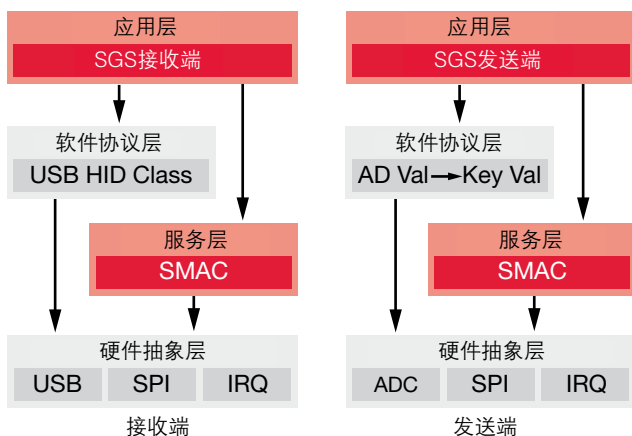 应用层
SGS接收端
软件协议层
USB HID Class
服务层
SMAC
硬件抽象层
USB SPI IRQ
接收端
应用层
SGS发送端
软件协议层
AD Val→Key Val
服务层
SMAC
硬件抽象层
ADC SPI IRQ
发送端